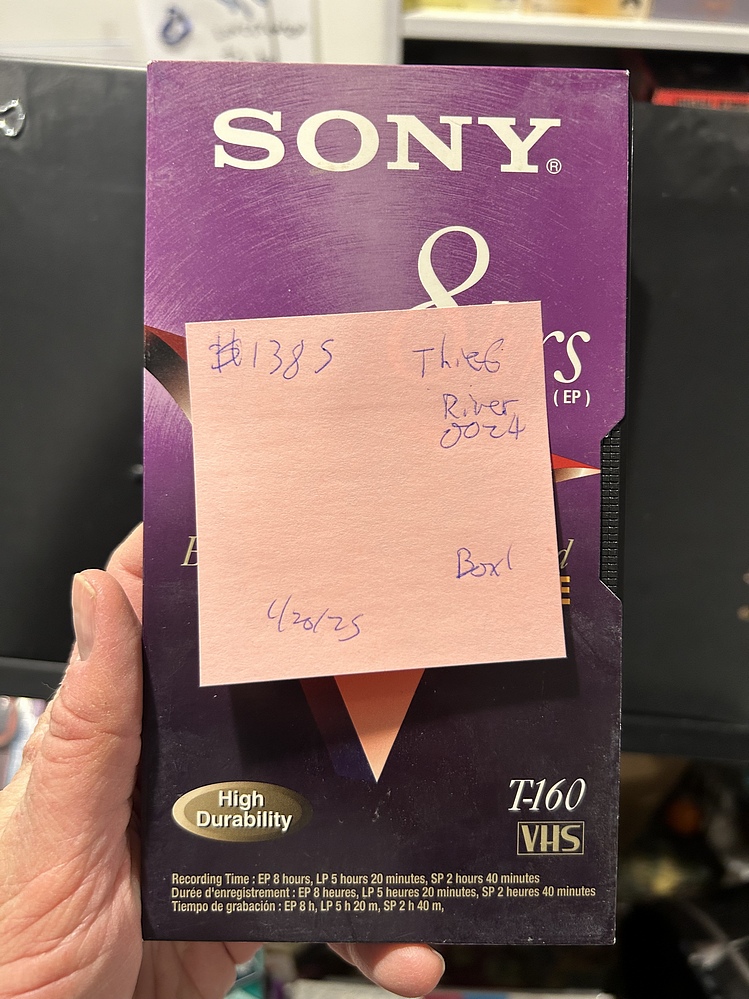 SONY®
&
rs
(EP)
$1385
Thief
River
0024
Box1
4/20/25
E
d
E
High
Durability
T-160
VHS
Recording Time : EP 8 hours, LP 5 hours 20 minutes, SP 2 hours 40 minutes
Durée d'enregistrement : EP 8 heures, LP 5 heures 20 minutes, SP 2 heures 40 minutes
Tiempo de grabación : EP 8 h, LP 5 h 20 m, SP 2 h 40 m,